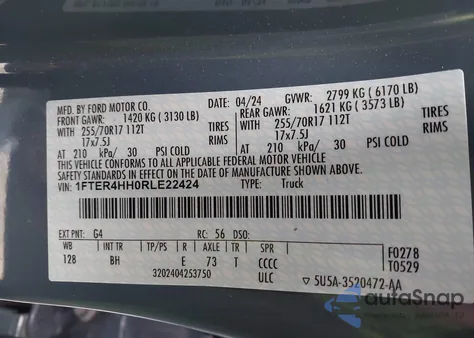 MFD. BY FORD MOTOR CO.
04/24 GVWR: 2799 KG ( 6170 LB)
FRONT GAWR: 1420 KG ( 3130 LB)
REAR GAWR: 1621 KG ( 3573 LB)
WITH 255/70R17 112T TIRES
WITH 255/70R17 112T TIRES
17x7.5J
17x7.5J
AT 210 kPa/ 30 PSI COLD
AT 210 kPa/ 30 PSI COLD
THIS VEHICLE CONFORMS TO ALL APPLICABLE FEDERAL MOTOR VEHICLE
SAFETY STANDARDS IN EFFECT ON THE DATE OF MANUFACTURE SHOWN ABOVE.
VIN: 1FTER4HH0RLE22424
TYPE: Truck
EXT PNT: G4 RC: 56 DSO:
WB INT TR TP/PS R AXLE T SPR
128 BH E 73 T CCCC
3202404253750 ULC
F0278
T0529
▽ 5U5A-3520472-AA
autoSnap